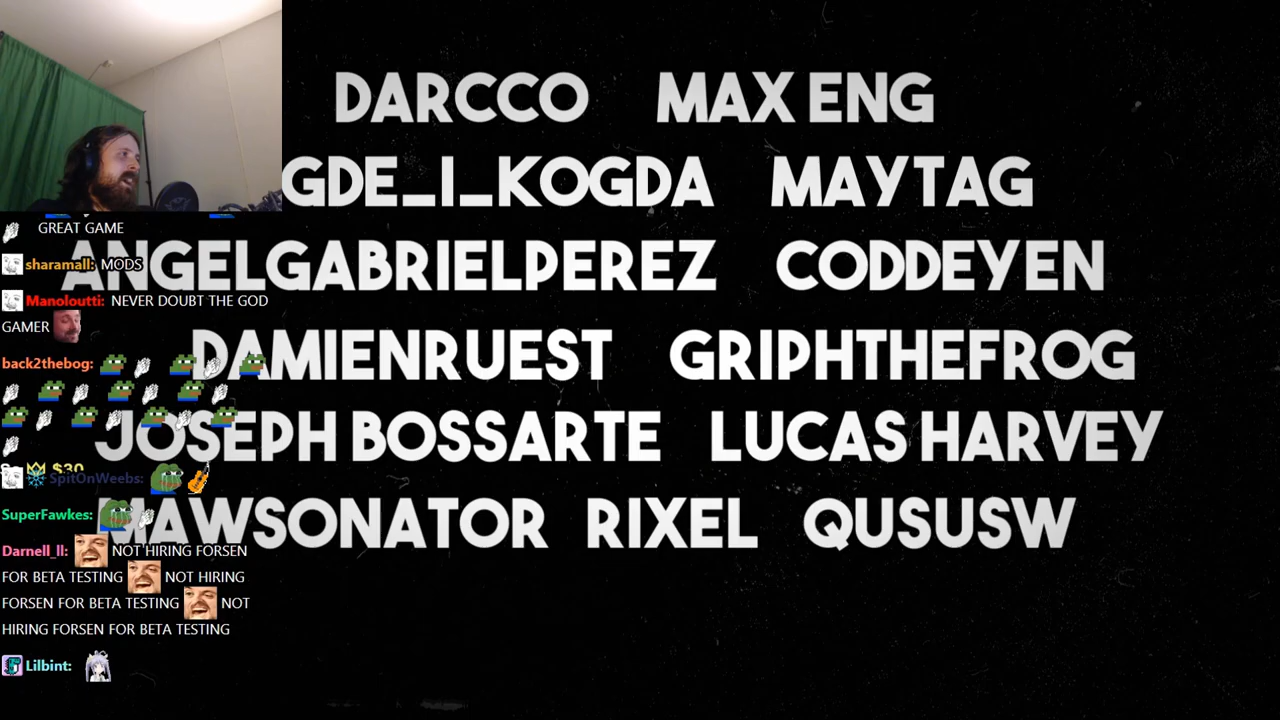 DARCCO MAX ENG
GDE_I_KOGDA MAYTAG
ANGELGABRIELPEREZ CODDEYEN
DAMIENRUEST GRIPHTHEFROG
JOSEPH BOSSARTE LUCAS HARVEY
MAWSONATOR RIXEL QUSUSW
GREAT GAME
sharamall: MODS
Manoloutti: NEVER DOUBT THE GOD
GAMER
back2thebog:
$30
SpitOnWeebs:
SuperFawkes:
Darnell_ll: NOT HIRING FORSEN
FOR BETA TESTING NOT HIRING
FORSEN FOR BETA TESTING NOT
HIRING FORSEN FOR BETA TESTING
Lilbint: